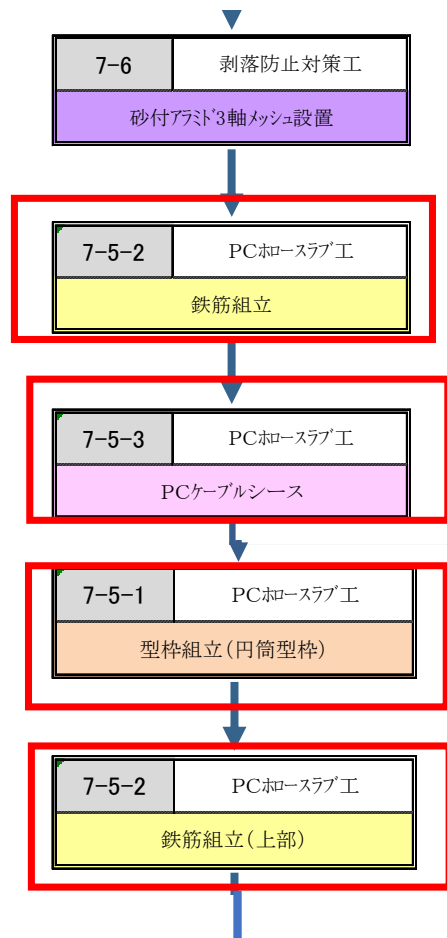 7-6 剥落防止対策工
砂付アラミド3軸メッシュ設置
7-5-2 PCホロースラブ工
鉄筋組立
7-5-3 PCホロースラブ工
PCケーブルシース
7-5-1 PCホロースラブ工
型枠組立(円筒型枠)
7-5-2 PCホロースラブ工
鉄筋組立(上部)